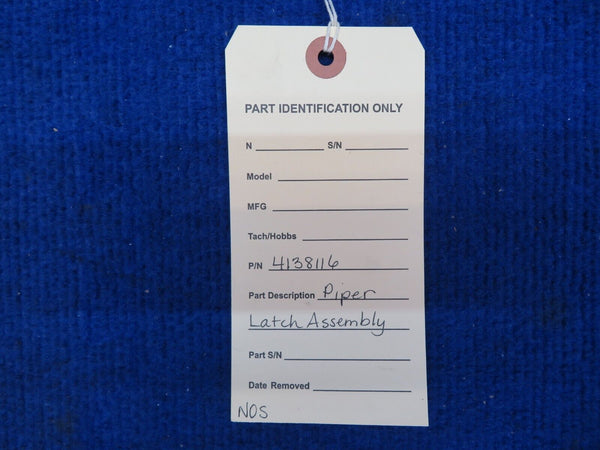 PART IDENTIFICATION ONLY
N S/N
Model
MFG
Tach/Hobbs
P/N 4138116
Part Description Piper
Latch Assembly
Part S/N
Date Removed
NOS